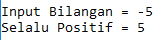 Input Bilangan = -5
Selalu Positif = 5